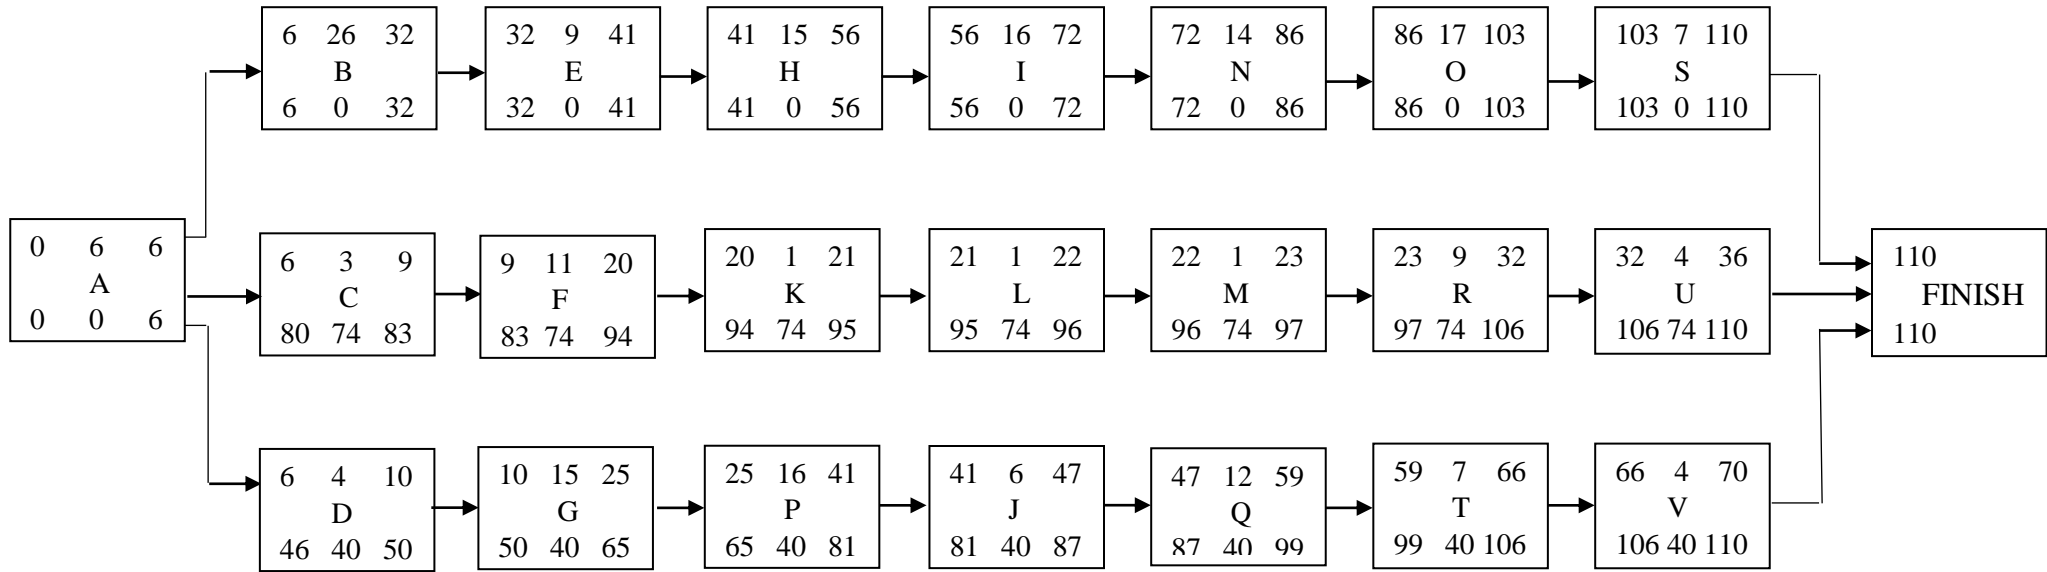 6 26 32
B
6 0 32
32 9 41
E
32 0 41
41 15 56
H
41 0 56
56 16 72
I
56 0 72
72 14 86
N
72 0 86
86 17 103
O
86 0 103
103 7 110
S
103 0 110
0 6 6
A
0 0 6
6 3 9
C
80 74 83
9 11 20
F
83 74 94
20 1 21
K
94 74 95
21 1 22
L
95 74 96
22 1 23
M
96 74 97
23 9 32
R
97 74 106
32 4 36
U
106 74 110
110
FINISH
110
6 4 10
D
46 40 50
10 15 25
G
50 40 65
25 16 41
P
65 40 81
41 6 47
J
81 40 87
47 12 59
Q
87 40 99
59 7 66
T
99 40 106
66 4 70
V
106 40 110